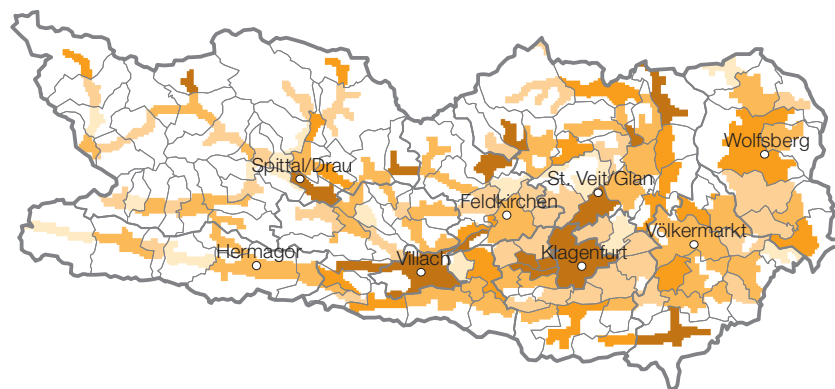 Wolfsberg
Spittal/Drau
St. Veit/Glan
Feldkirchen
Völkermarkt
Hermagor
Villach
Klagenfurt